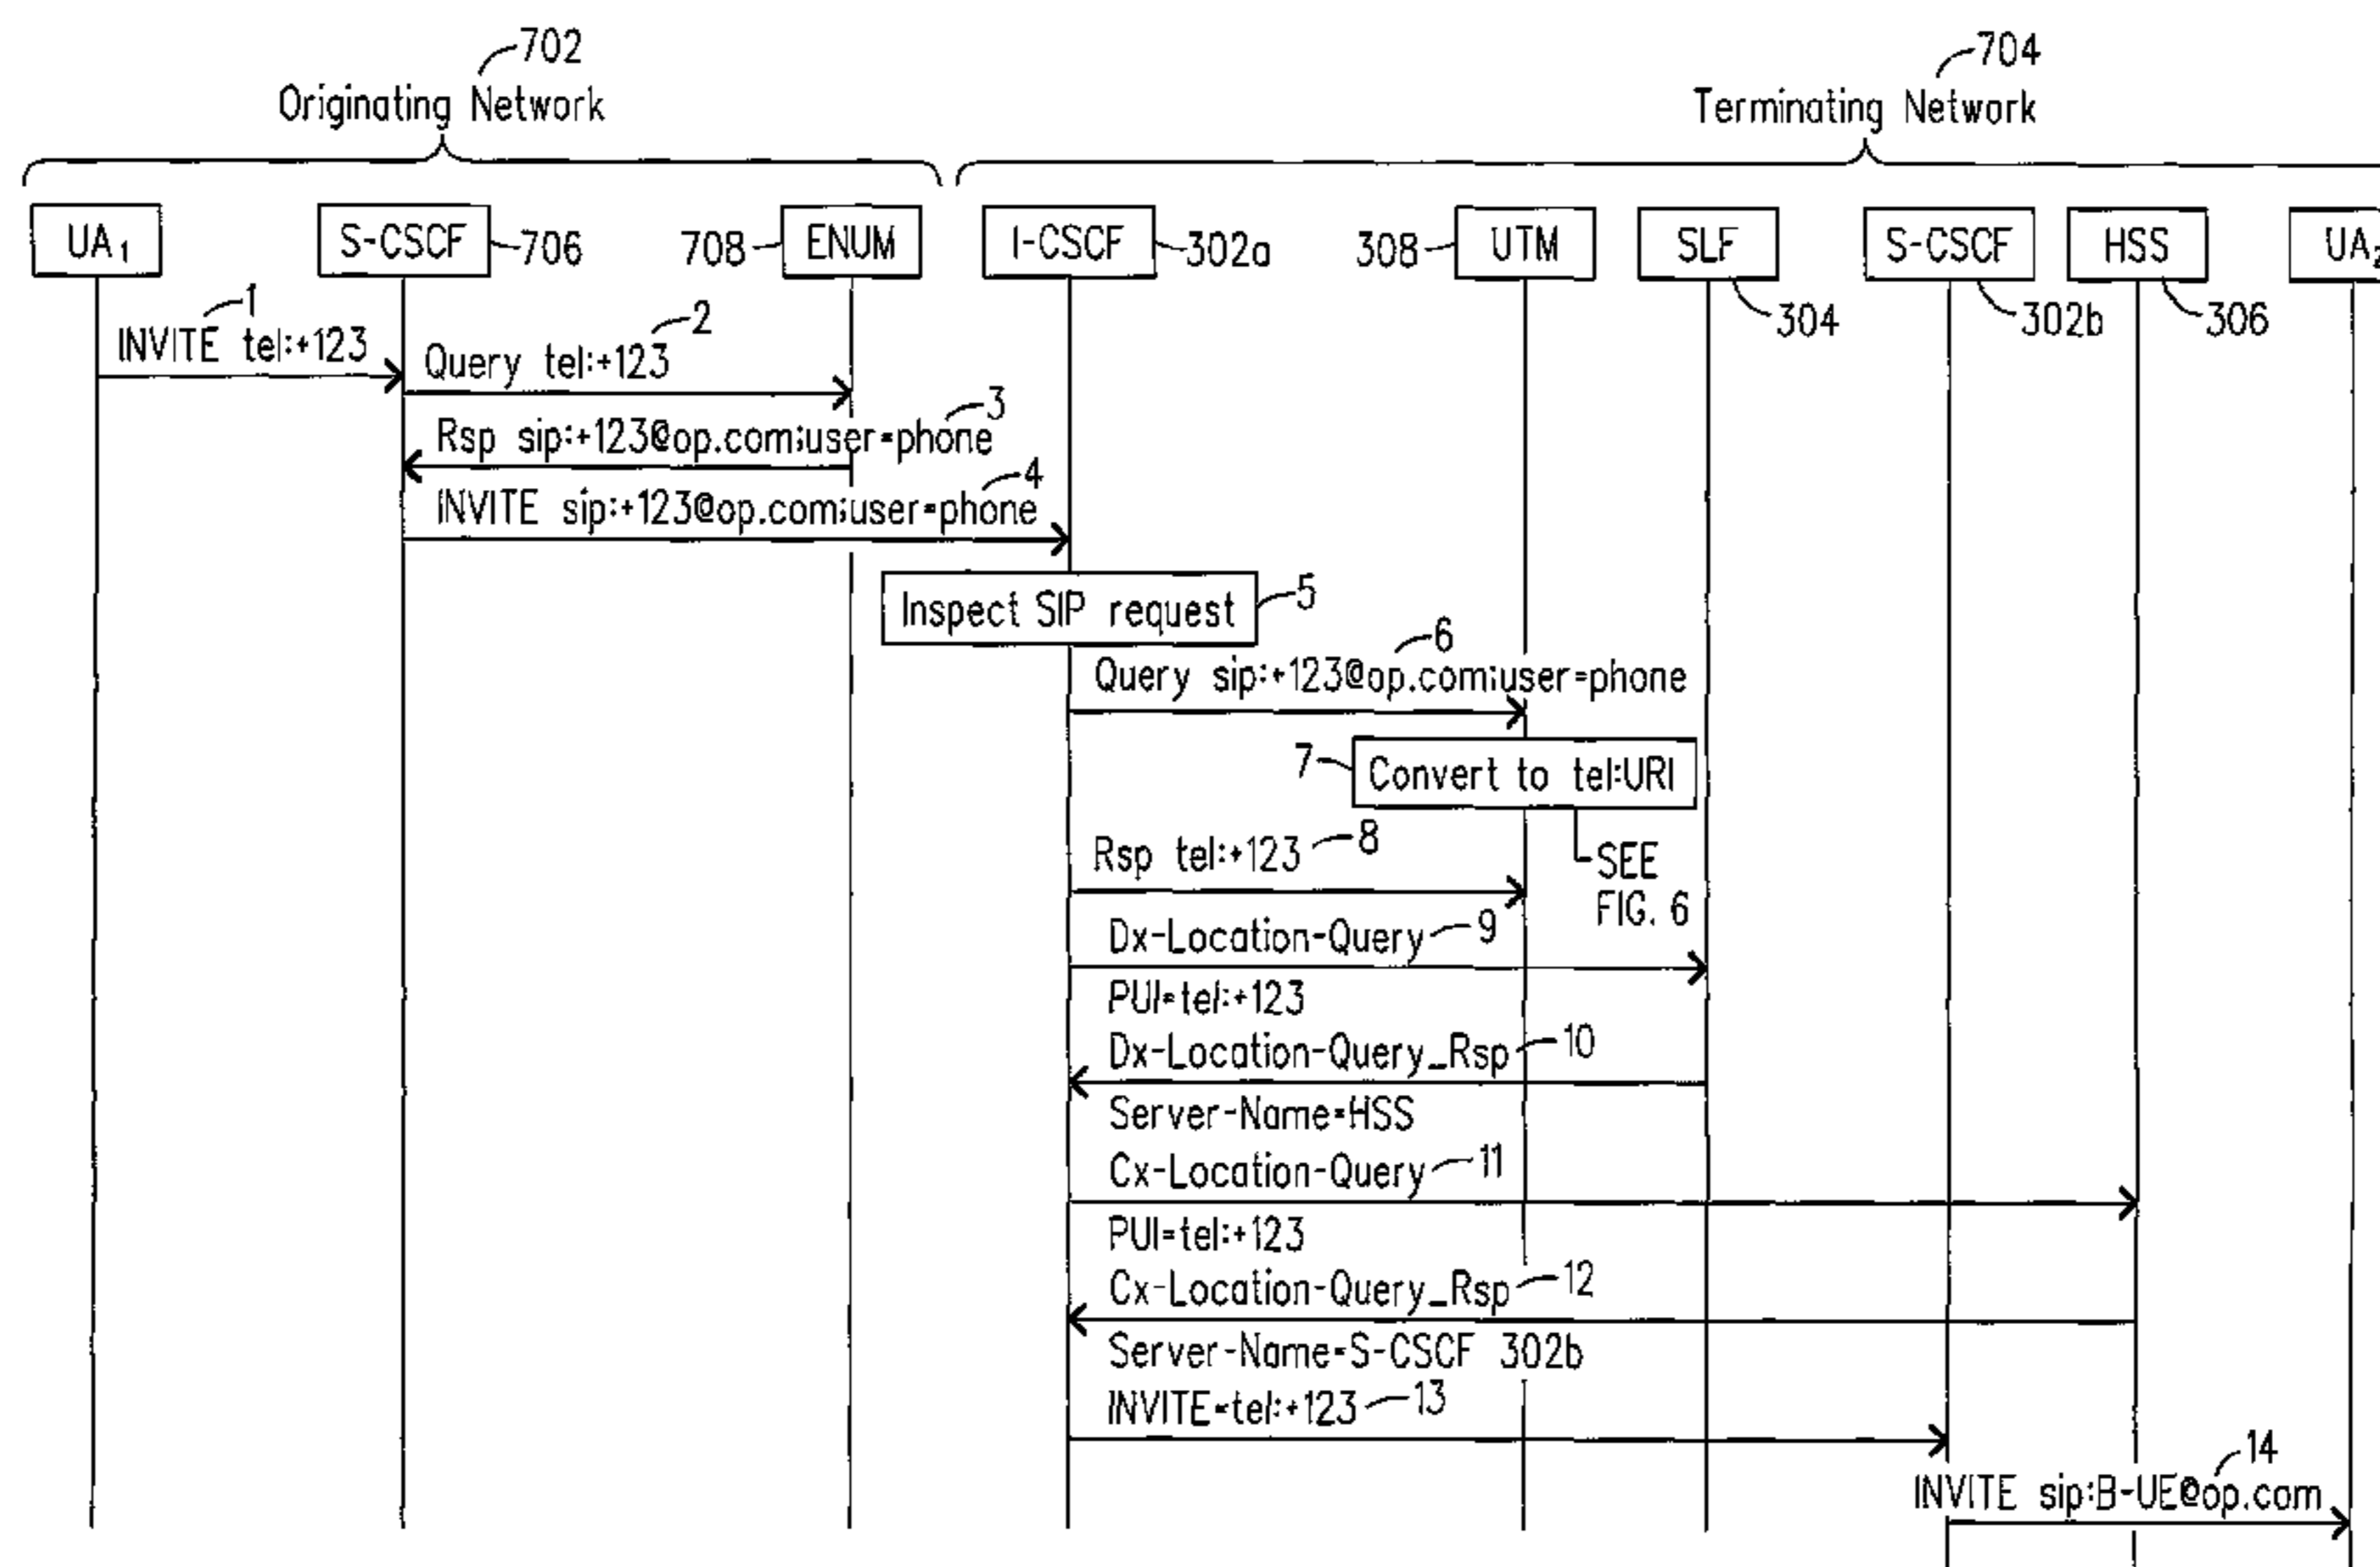 702
Originating Network
704
Terminating Network
UA1
S-CSCF
706
708
ENUM
I-CSCF
302a
308
UTM
SLF
304
S-CSCF
302b
HSS
306
UA2
1
INVITE tel:+123
2
Query tel:+123
3
Rsp sip:+123@op.com;user=phone
4
INVITE sip:+123@op.com;user=phone
Inspect SIP request
5
6
Query sip:+123@op.com;user=phone
7
Convert to tel:URI
Rsp tel:+123
8
SEE
FIG. 6
Dx-Location-Query
9
PUI=tel:+123
Dx-Location-Query_Rsp
10
Server-Name=HSS
Cx-Location-Query
11
PUI=tel:+123
Cx-Location-Query_Rsp
12
Server-Name=S-CSCF 302b
INVITE=tel:+123
13
14
INVITE sip:B-UE@op.com